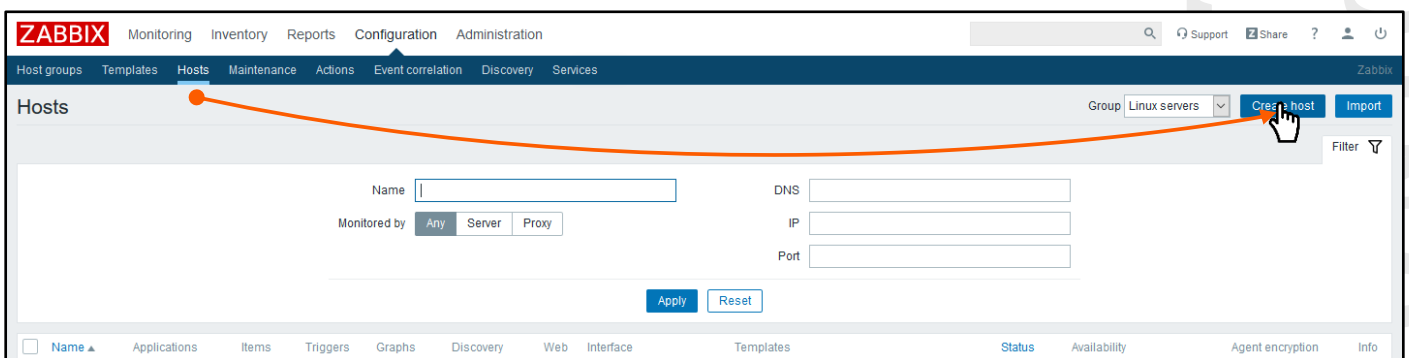 ZABBIX Monitoring Inventory Reports Configuration Administration Support Z Share ?
Host groups Templates Hosts Maintenance Actions Event correlation Discovery Services Zabbix
Hosts Group Linux servers Create host Import
Filter
Name DNS
Monitored by Any Server Proxy IP
Port
Apply Reset
Name Applications Items Triggers Graphs Discovery Web Interface Templates Status Availability Agent encryption Info